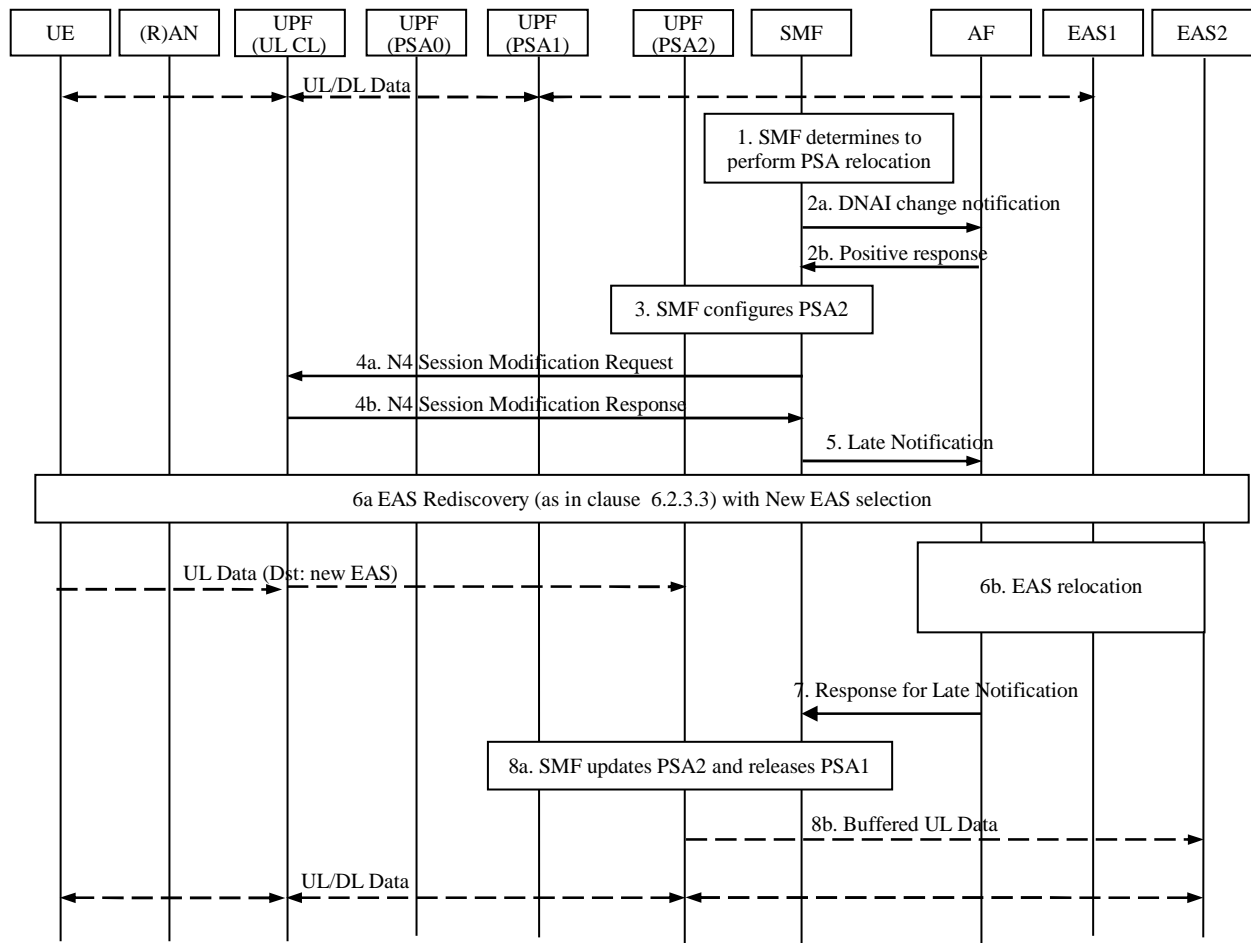 UE
(R)AN
UPF
(UL CL)
UPF
(PSA0)
UPF
(PSA1)
UPF
(PSA2)
SMF
AF
EAS1
EAS2
UL/DL Data
1. SMF determines to
perform PSA relocation
2a. DNAI change notification
2b. Positive response
3. SMF configures PSA2
4a. N4 Session Modification Request
4b. N4 Session Modification Response
5. Late Notification
6a EAS Rediscovery (as in clause 6.2.3.3) with New EAS selection
UL Data (Dst: new EAS)
6b. EAS relocation
7. Response for Late Notification
8a. SMF updates PSA2 and releases PSA1
8b. Buffered UL Data
UL/DL Data